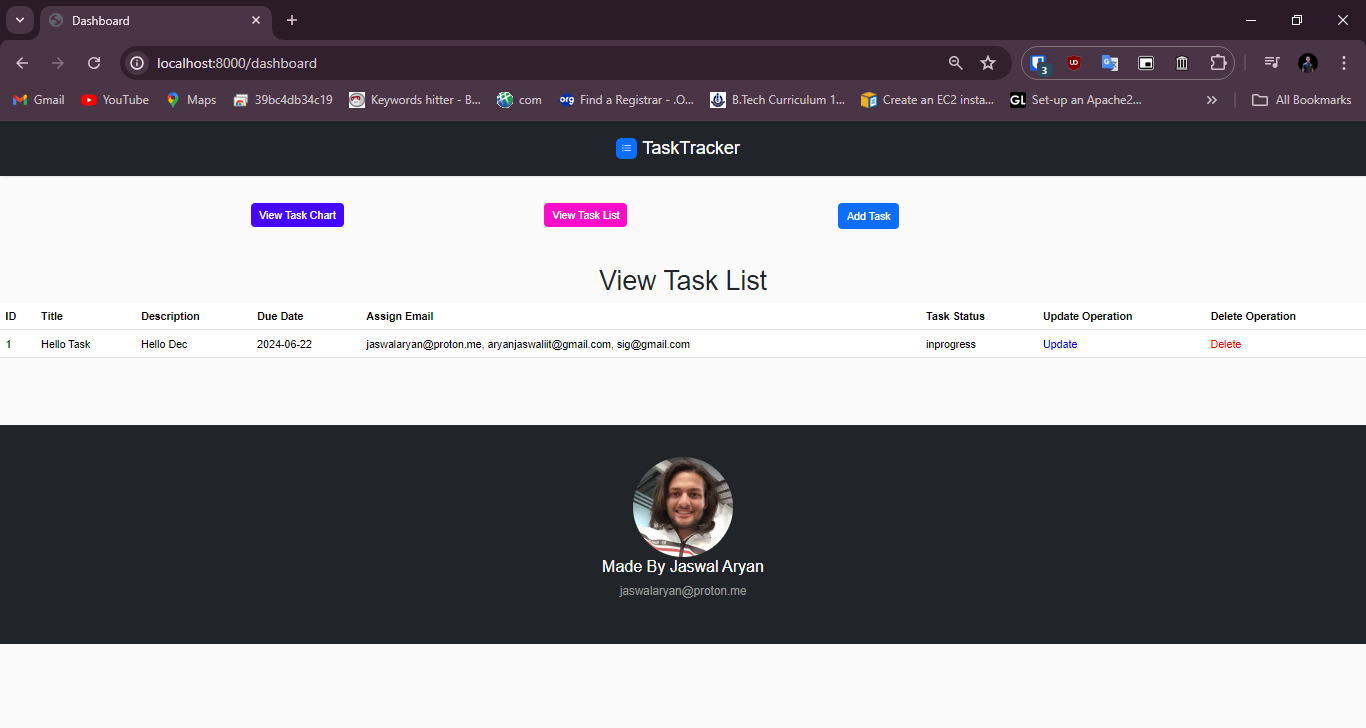 Dashboard
localhost:8000/dashboard
3
UD
Gmail YouTube Maps 39bc4db34c19 Keywords hitter - B... com org Find a Registrar - .O... B.Tech Curriculum 1... Create an EC2 insta... GL Set-up an Apache2... » All Bookmarks
TaskTracker
View Task Chart View Task List Add Task
View Task List
ID Title Description Due Date Assign Email Task Status Update Operation Delete Operation
1 Hello Task Hello Dec 2024-06-22 jaswalaryan@proton.me, aryanjaswaliit@gmail.com, sig@gmail.com inprogress Update Delete
Made By Jaswal Aryan
jaswalaryan@proton.me